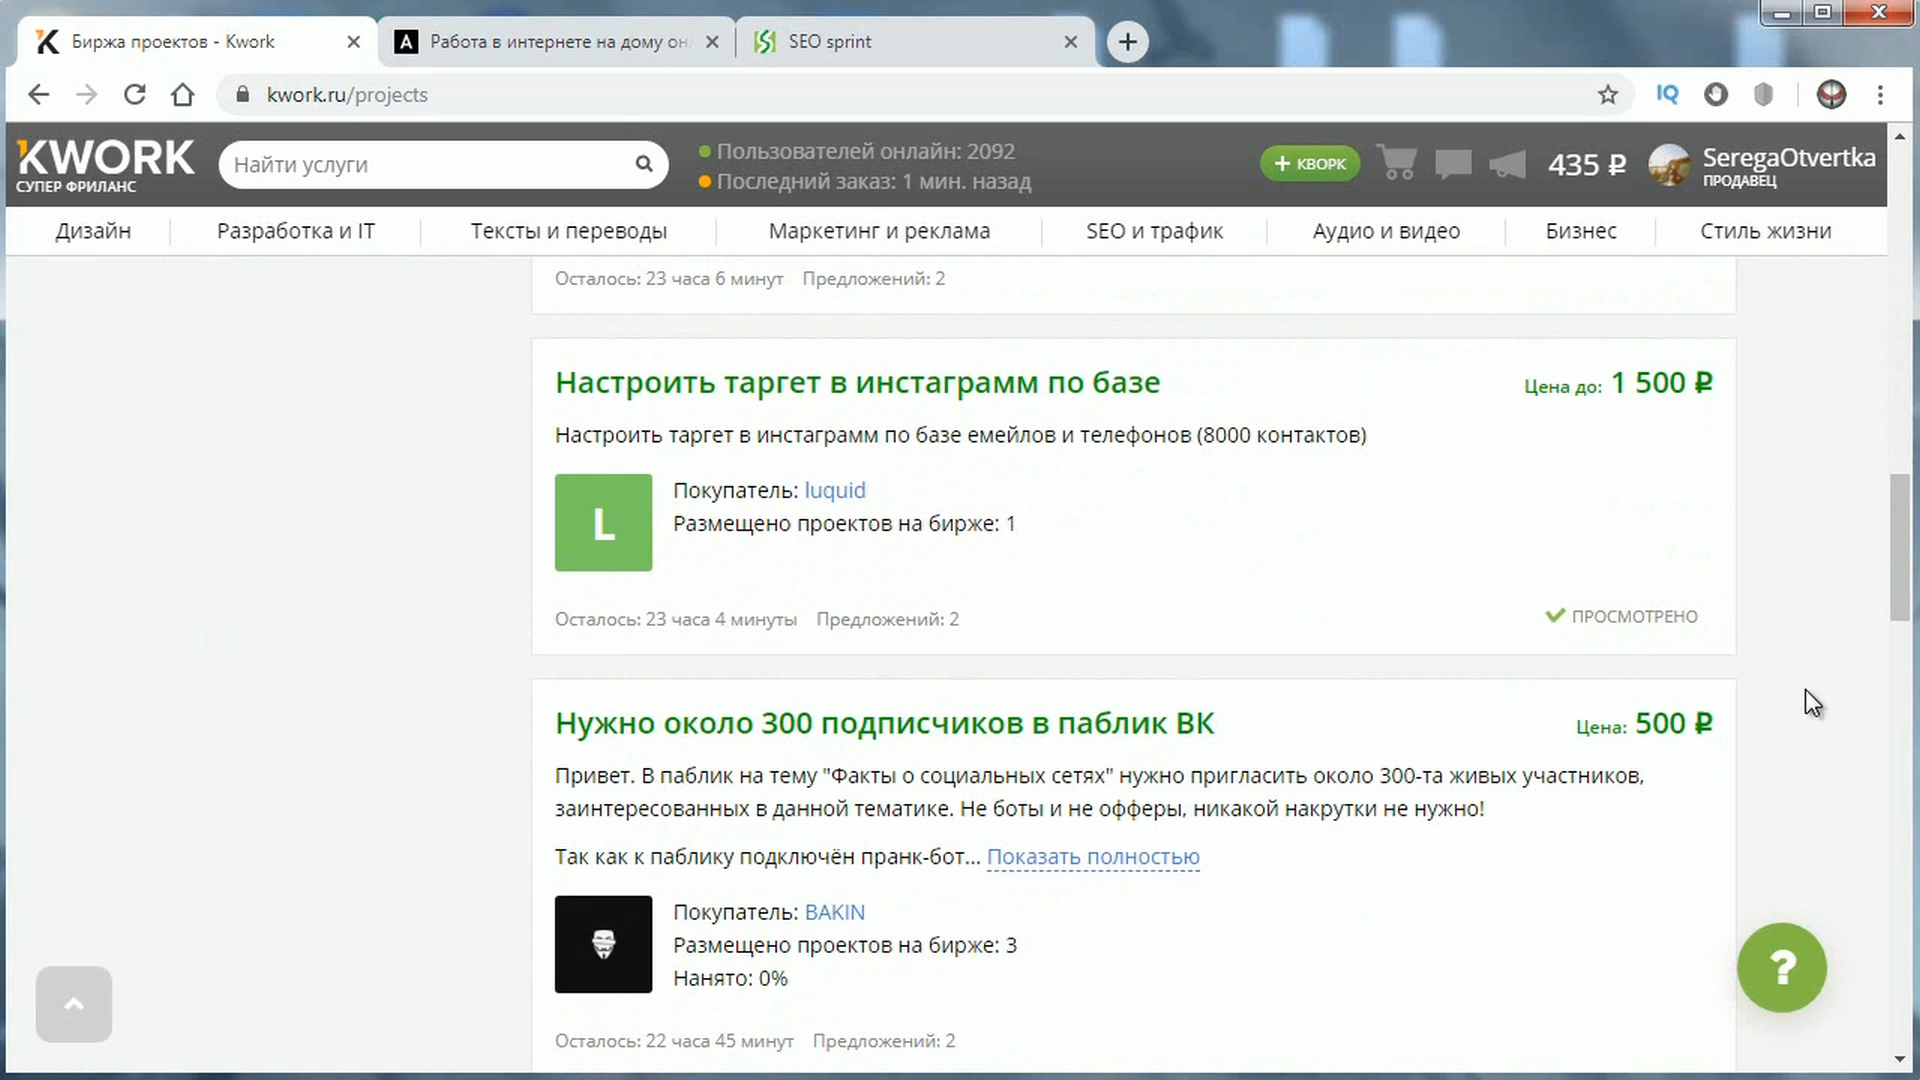 Биржа проектов - Kwork
Работа в интернете на дому он
SEO sprint
kwork.ru/projects
IQ
KWORK
СУПЕР ФРИЛАНС
Найти услуги
Пользователей онлайн: 2092
Последний заказ: 1 мин. назад
+ КВОРК
435 ₽
SeregaOtvertka
ПРОДАВЕЦ
Дизайн
Разработка и IT
Тексты и переводы
Маркетинг и реклама
SEO и трафик
Аудио и видео
Бизнес
Стиль жизни
Осталось: 23 часа 6 минут Предложений: 2
Настроить таргет в инстаграмм по базе
Цена до: 1 500 ₽
Настроить таргет в инстаграмм по базе емейлов и телефонов (8000 контактов)
L
Покупатель: luquid
Размещено проектов на бирже: 1
Осталось: 23 часа 4 минуты Предложений: 2
ПРОСМОТРЕНО
Нужно около 300 подписчиков в паблик ВК
Цена: 500 ₽
Привет. В паблик на тему "Факты о социальных сетях" нужно пригласить около 300-та живых участников,
заинтересованных в данной тематике. Не боты и не офферы, никакой накрутки не нужно!
Так как к паблику подключён пранк-бот... Показать полностью
Покупатель: BAKIN
Размещено проектов на бирже: 3
Нанято: 0%
Осталось: 22 часа 45 минут Предложений: 2
?